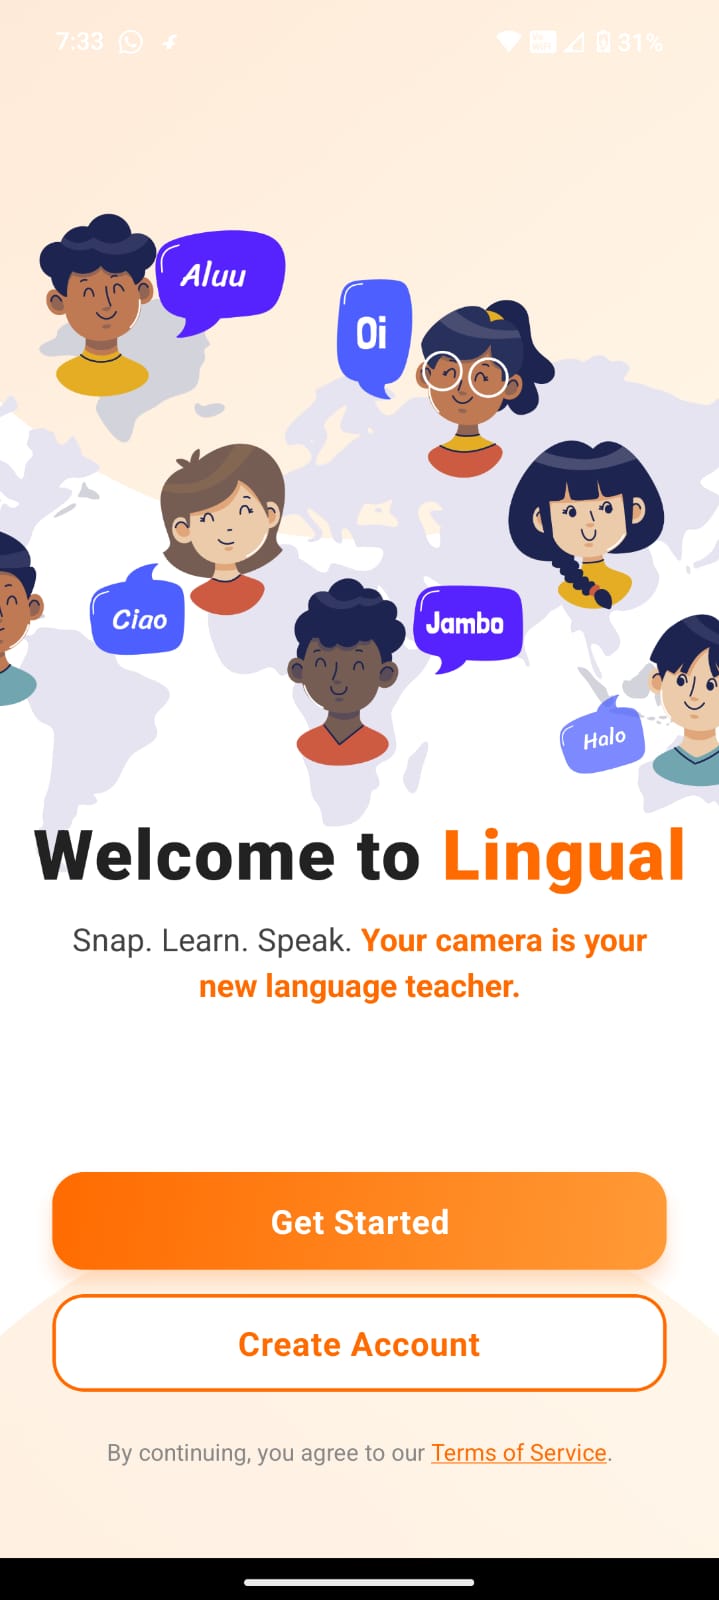 7:33
31%
Aluu
Oi
Ciao
Jambo
Halo
Welcome to Lingual
Snap. Learn. Speak. Your camera is your
new language teacher.
Get Started
Create Account
By continuing, you agree to our Terms of Service.